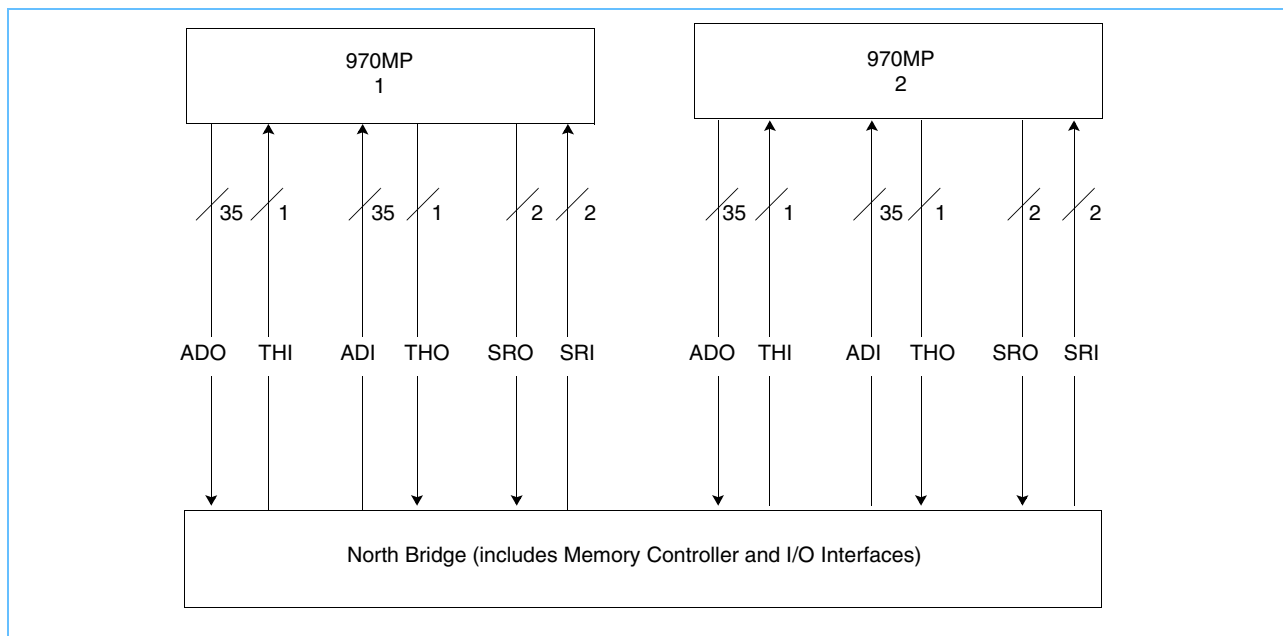 970MP
1
970MP
2
35 1 35 1 2 2
35 1 35 1 2 2
ADO THI ADI THO SRO SRI
ADO THI ADI THO SRO SRI
North Bridge (includes Memory Controller and I/O Interfaces)